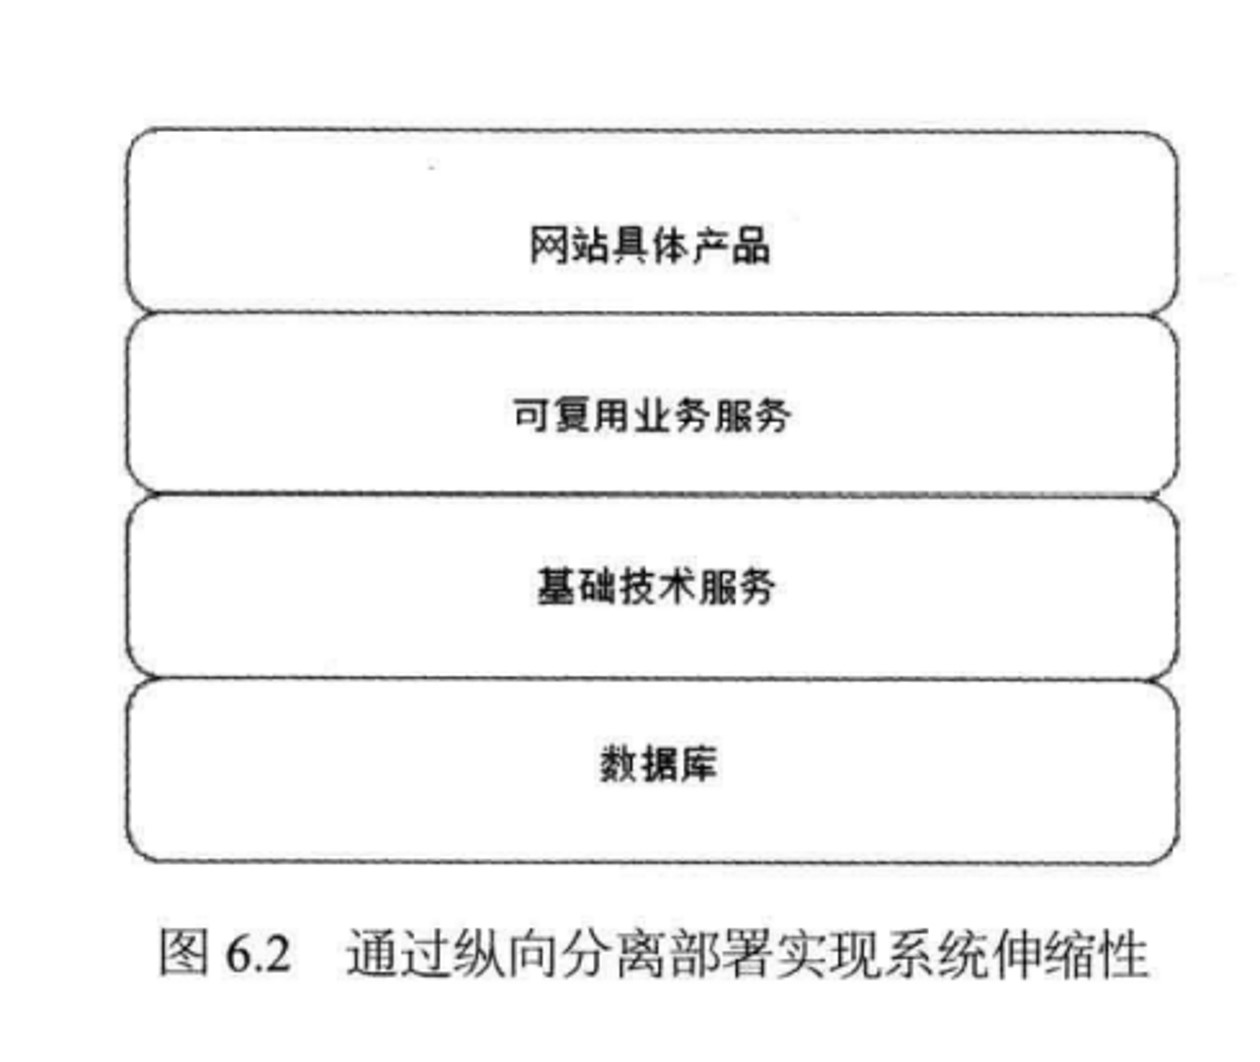 网站具体产品
可复用业务服务
基础技术服务
数据库
图 6.2 通过纵向分离部署实现系统伸缩性